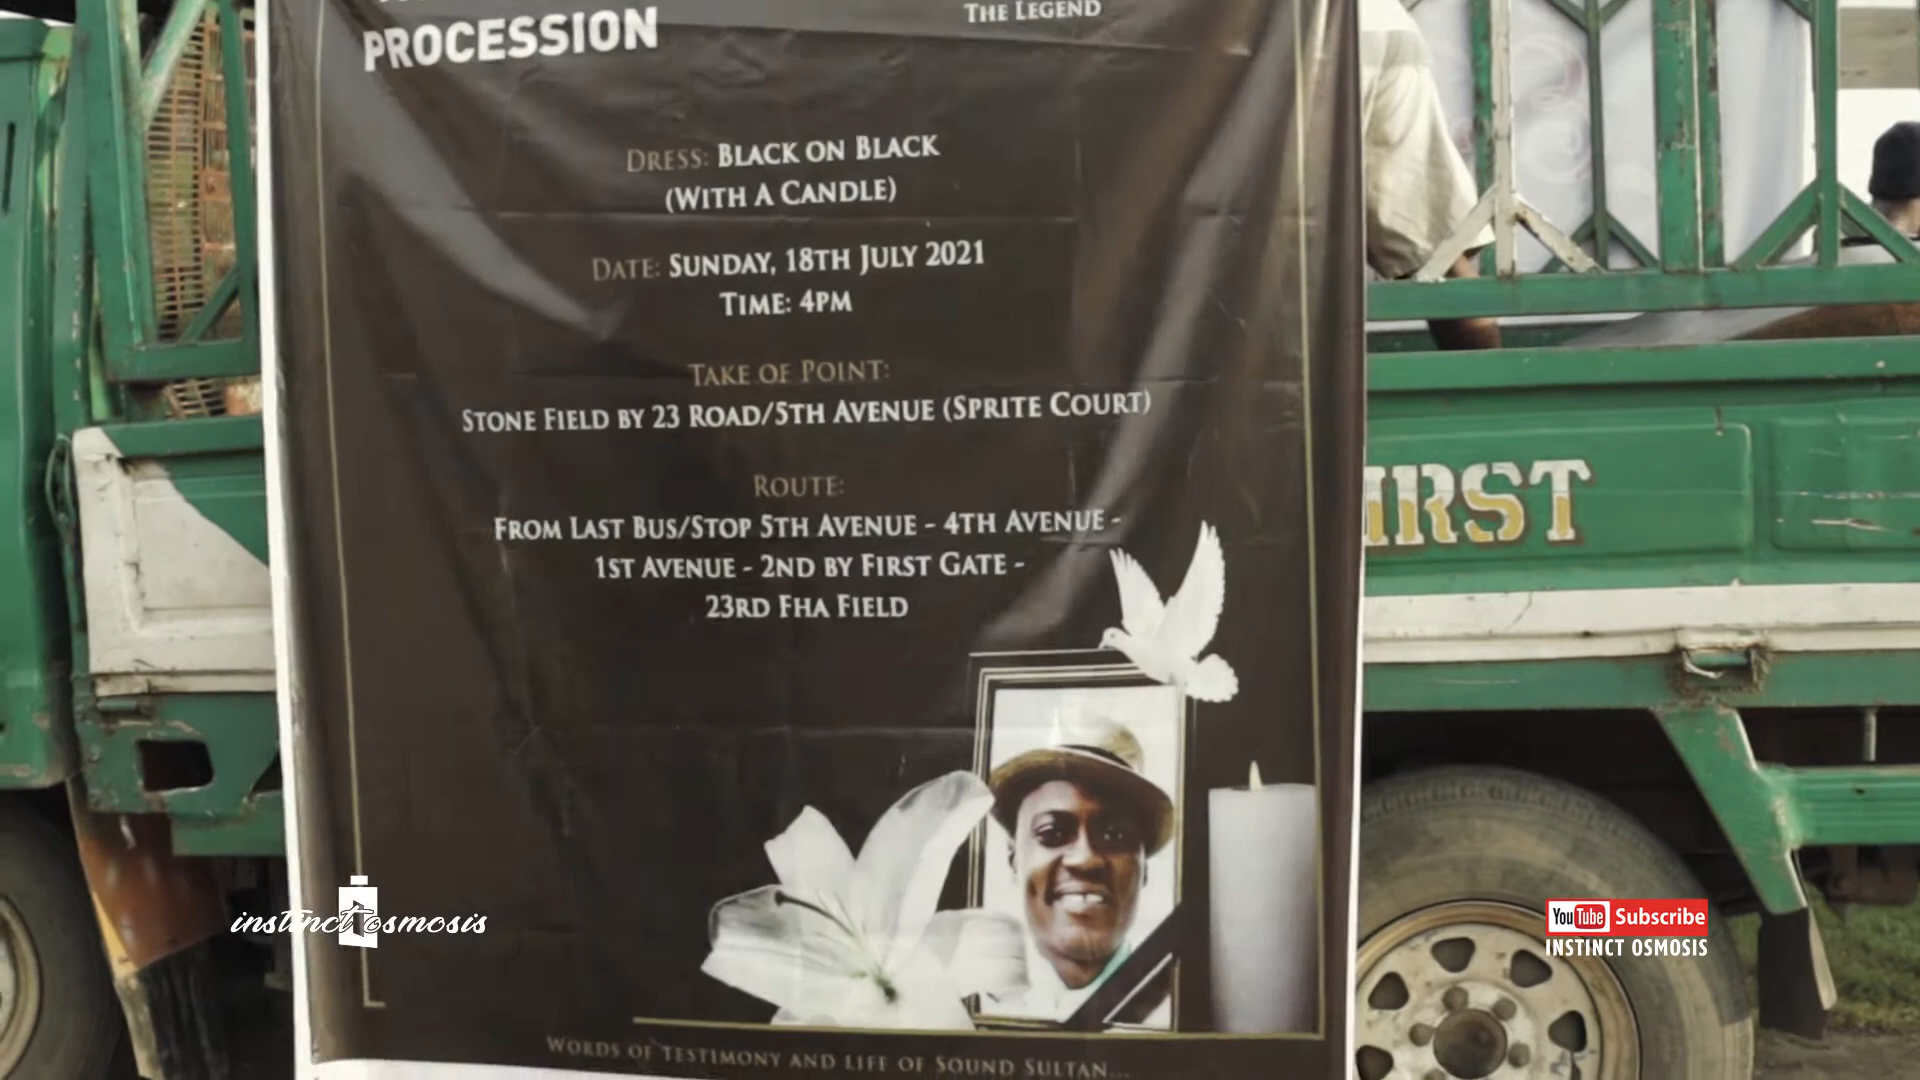 THE LEGEND
PROCESSION
DRESS: BLACK ON BLACK
(WITH A CANDLE)
DATE: SUNDAY, 18TH JULY 2021
TIME: 4PM
TAKE OF POINT:
STONE FIELD BY 23 ROAD/5TH AVENUE (SPRITE COURT)
ROUTE:
FROM LAST BUS/STOP 5TH AVENUE - 4TH AVENUE -
1ST AVENUE - 2ND BY FIRST GATE -
23RD FHA FIELD
WORDS OF TESTIMONY AND LIFE OF SOUND SULTAN...
IRST
instinct osmosis
YouTube Subscribe
INSTINCT OSMOSIS